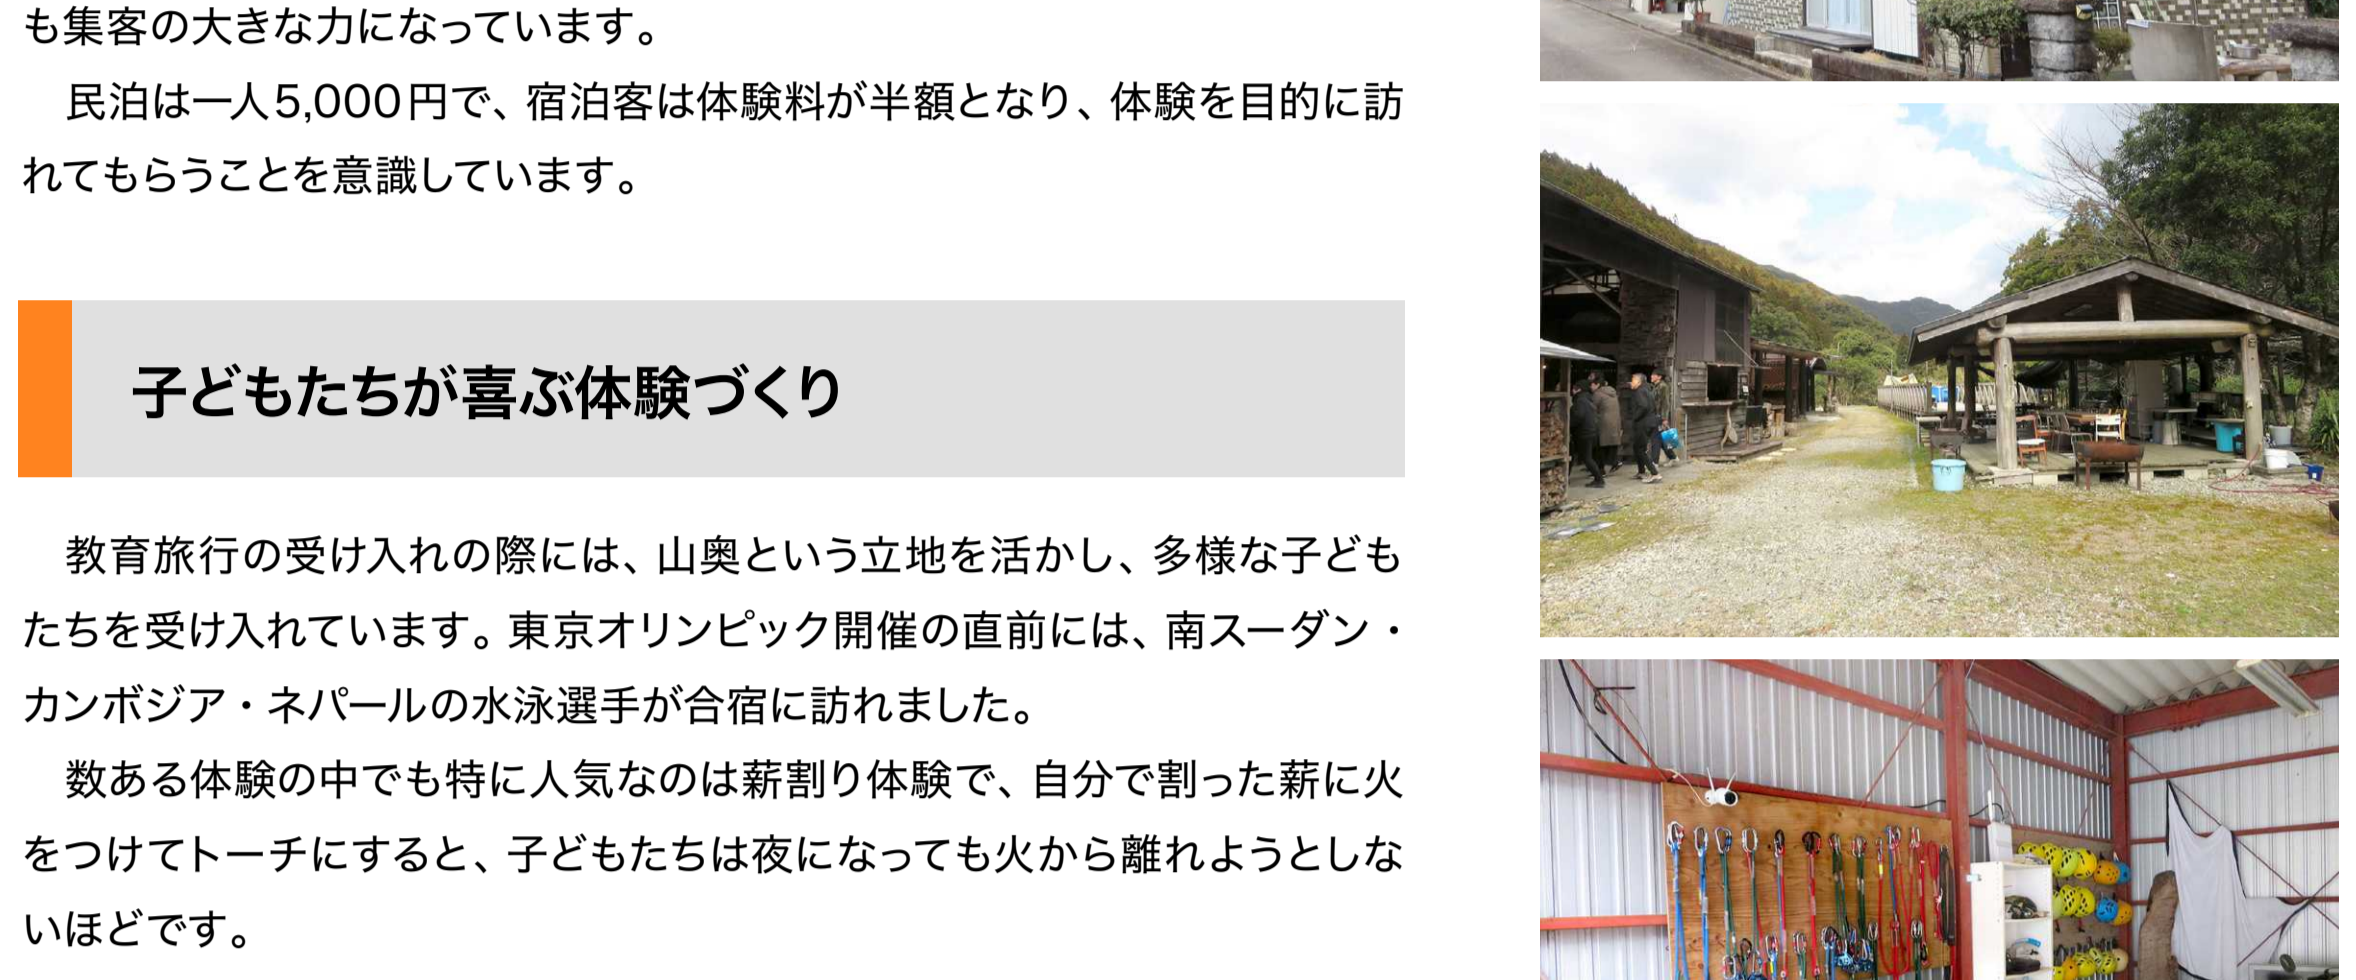 も集客の大きな力になっています。
民泊は一人5,000円で、宿泊客は体験料が半額となり、体験を目的に訪
れてもらうことを意識しています。
子どもたちが喜ぶ体験づくり
教育旅行の受け入れの際には、山奥という立地を活かし、多様な子ども
たちを受け入れています。東京オリンピック開催の直前には、南スーダン・
カンボジア・ネパールの水泳選手が合宿に訪れました。
数ある体験の中でも特に人気なのは薪割り体験で、自分で割った薪に火
をつけてトーチにすると、子どもたちは夜になっても火から離れようとしな
いほどです。